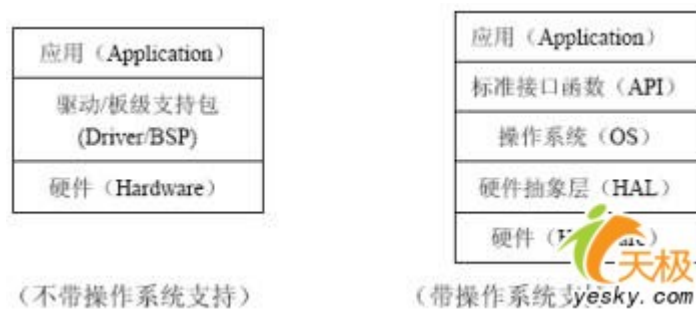 应用（Application）
驱动/板级支持包
(Driver/BSP)
硬件（Hardware）
（不带操作系统支持）
应用（Application）
标准接口函数（API）
操作系统（OS）
硬件抽象层（HAL）
硬件（
（带操作系统支
天极
yesky.com